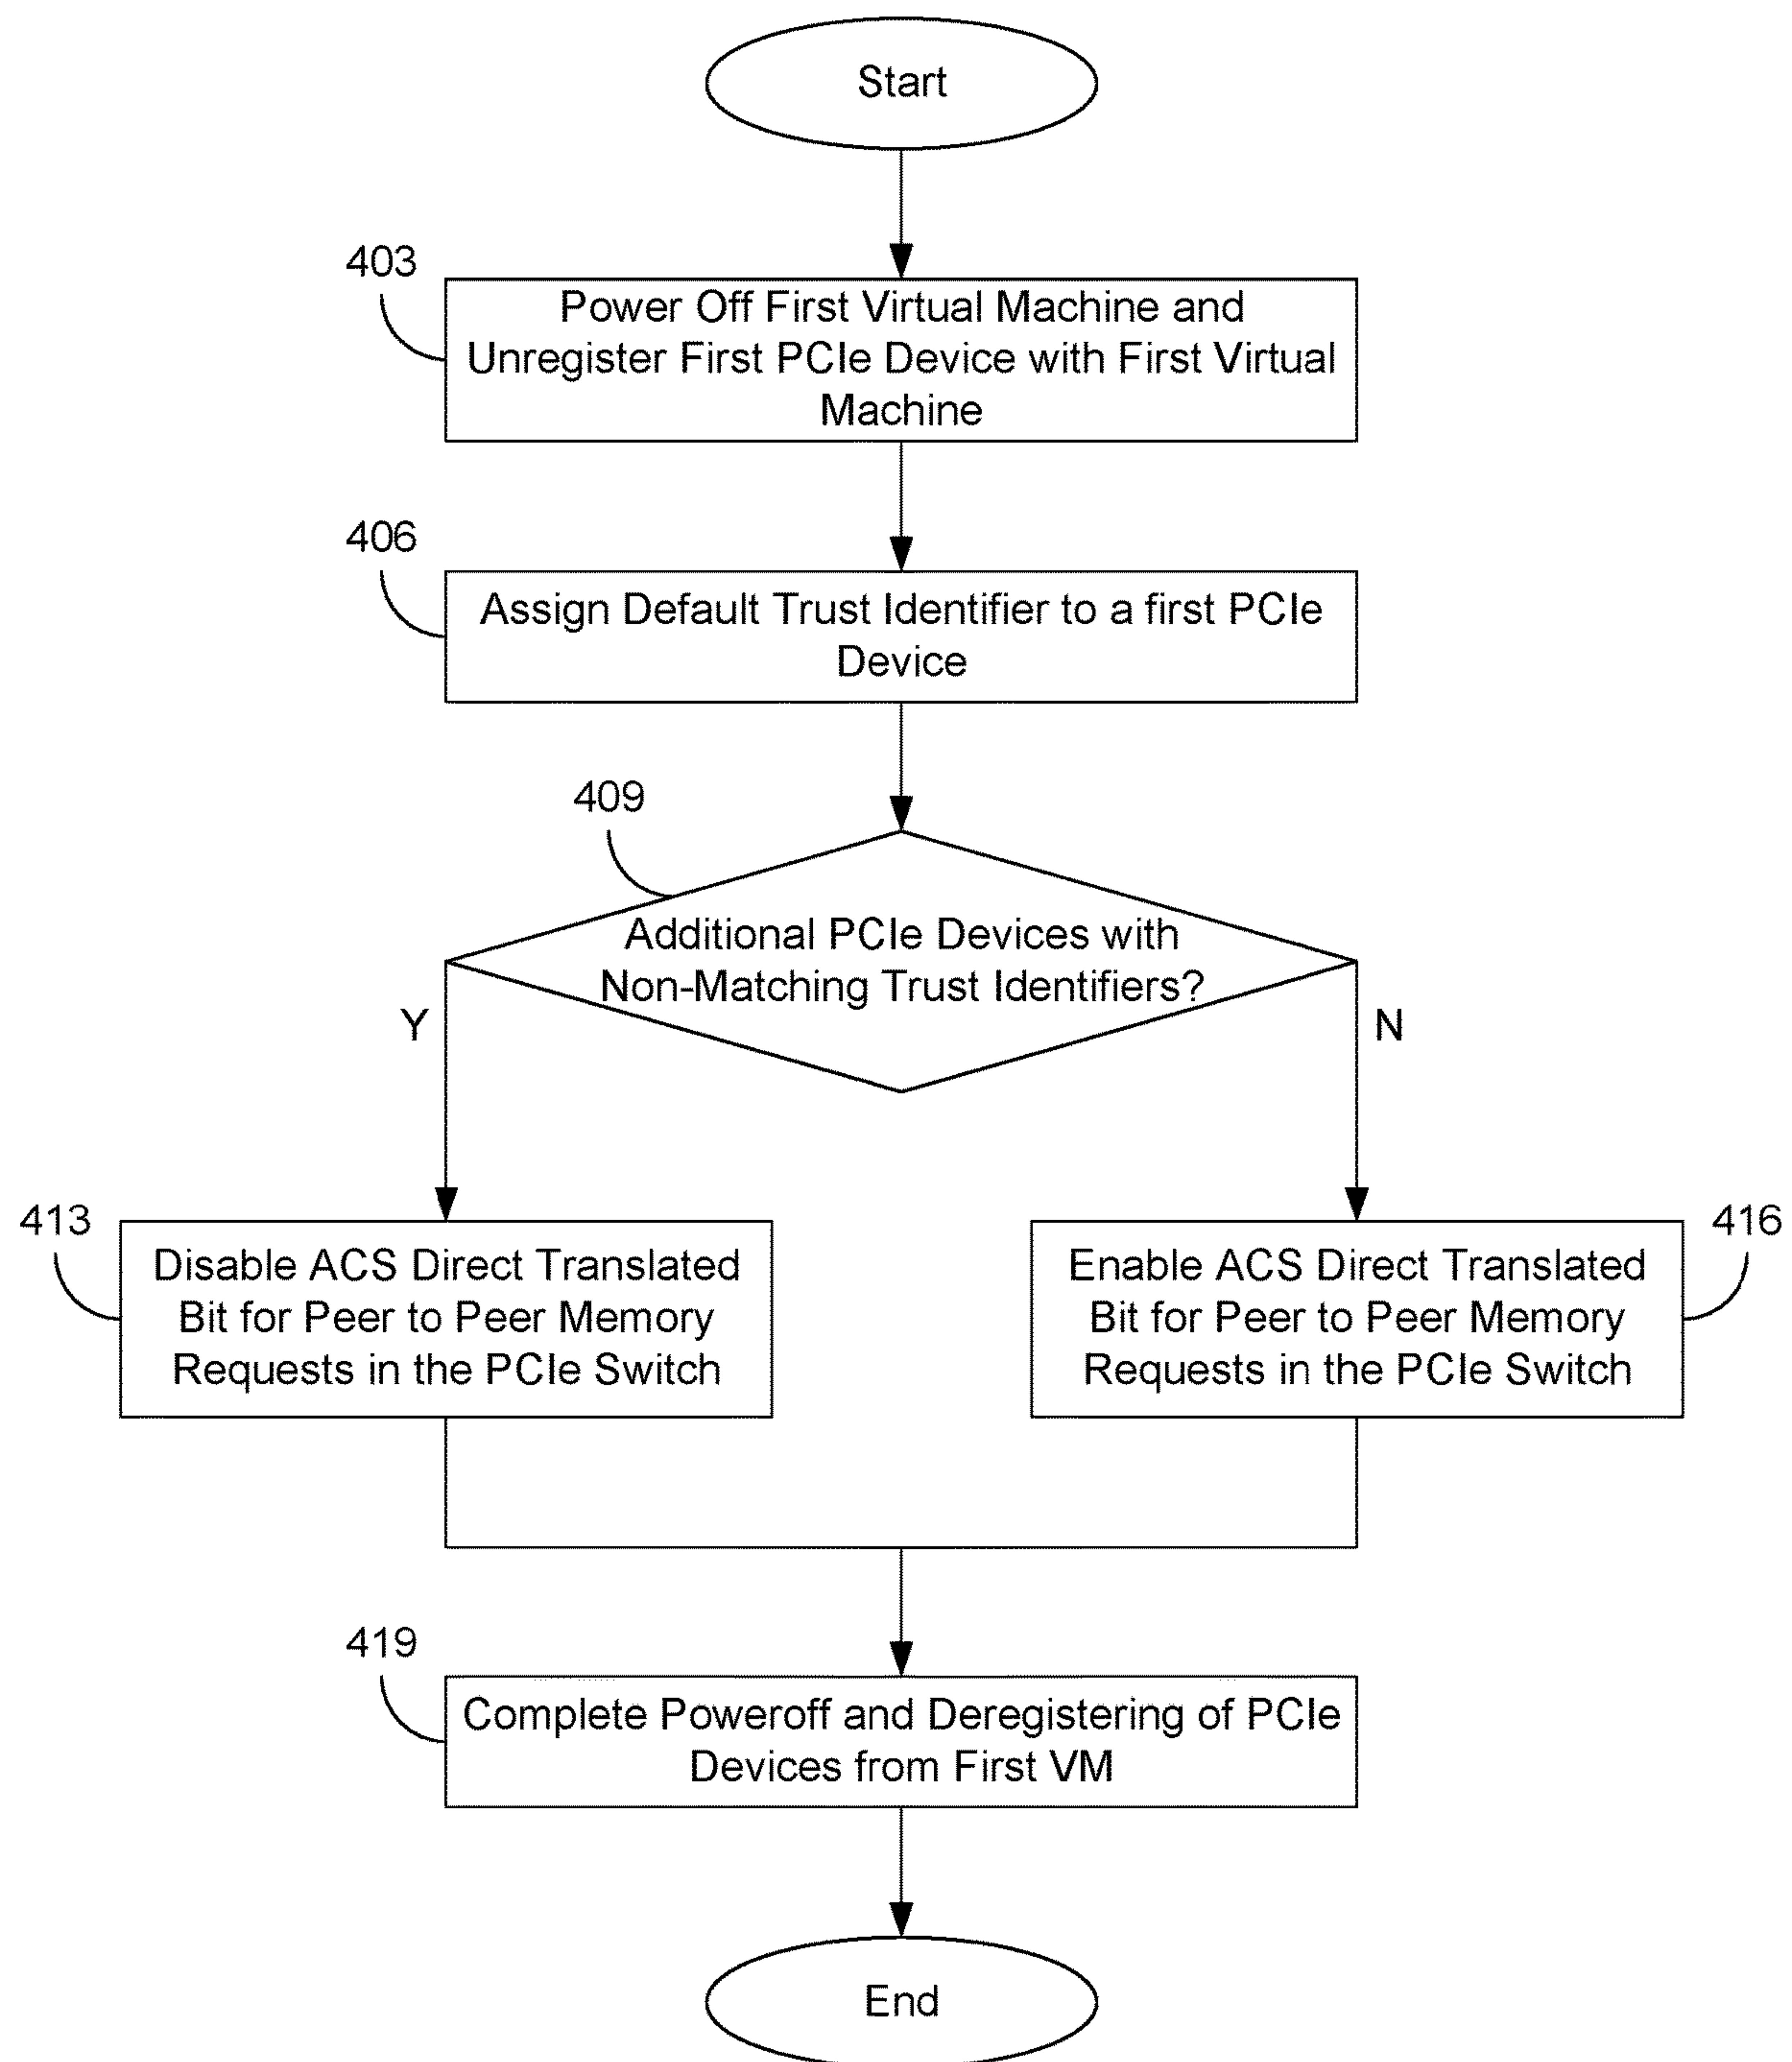 Start
403
Power Off First Virtual Machine and
Unregister First PCIe Device with First Virtual
Machine
406
Assign Default Trust Identifier to a first PCIe
Device
409
Additional PCIe Devices with
Non-Matching Trust Identifiers?
Y
N
413
Disable ACS Direct Translated
Bit for Peer to Peer Memory
Requests in the PCIe Switch
416
Enable ACS Direct Translated
Bit for Peer to Peer Memory
Requests in the PCIe Switch
419
Complete Poweroff and Deregistering of PCIe
Devices from First VM
End